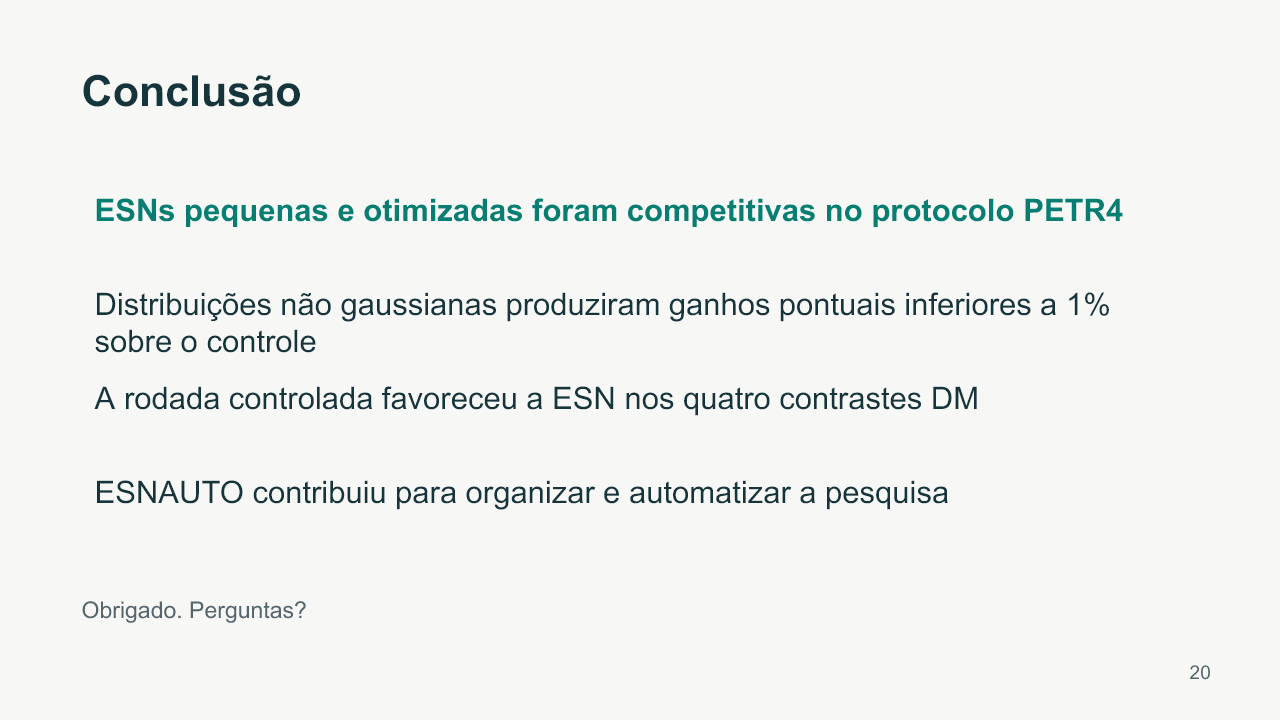 Conclusão
ESNs pequenas e otimizadas foram competitivas no protocolo PETR4
Distribuições não gaussianas produziram ganhos pontuais inferiores a 1%
sobre o controle
A rodada controlada favoreceu a ESN nos quatro contrastes DM
ESNAUTO contribuiu para organizar e automatizar a pesquisa
Obrigado. Perguntas?
20